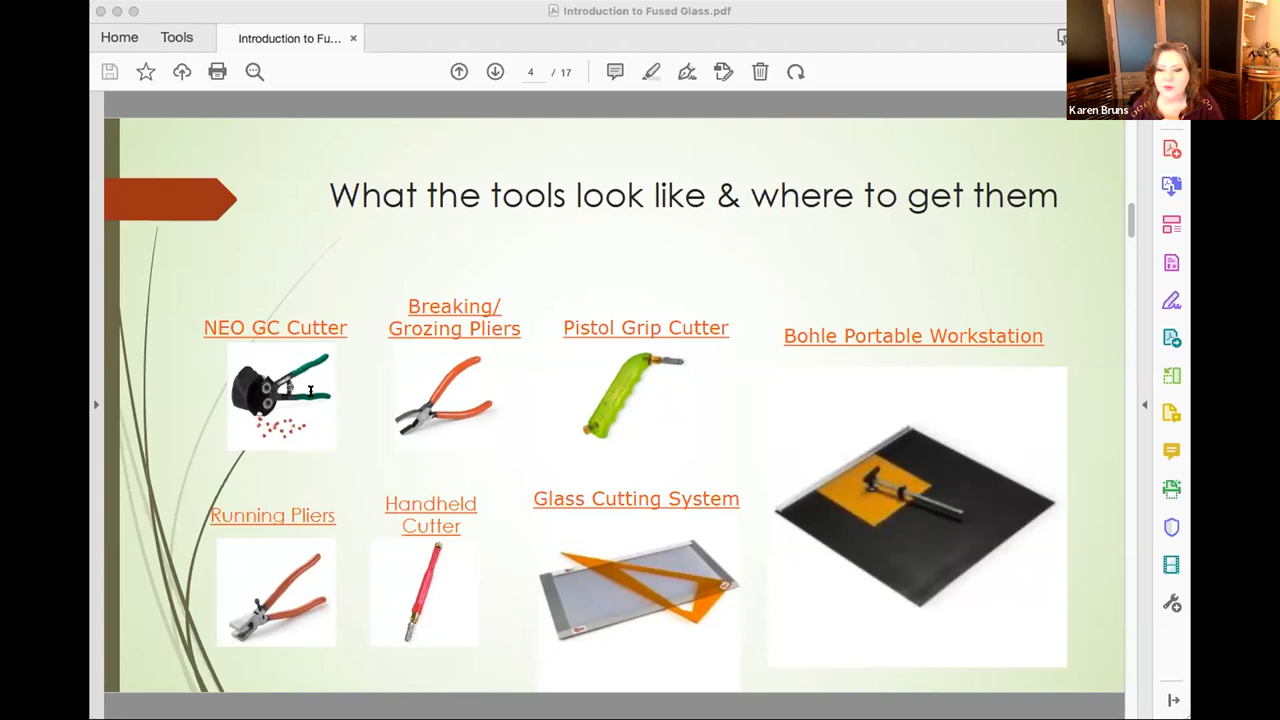 Introduction to Fused Glass.pdf
Home
Tools
Introduction to Fu...
4 / 17
Karen Bruns
What the tools look like & where to get them
NEO GC Cutter
Breaking/
Grozing Pliers
Pistol Grip Cutter
Bohle Portable Workstation
Running Pliers
Handheld
Cutter
Glass Cutting System